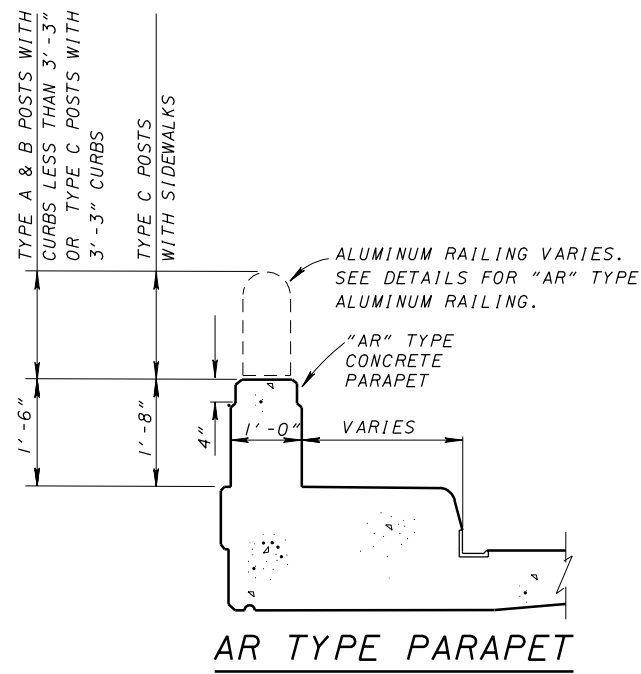 TYPE A & B POSTS WITH
CURBS LESS THAN 3'-3"
OR TYPE C POSTS WITH
3'-3" CURBS
TYPE C POSTS
WITH SIDEWALKS
ALUMINUM RAILING VARIES.
SEE DETAILS FOR "AR" TYPE
ALUMINUM RAILING.
"AR" TYPE
CONCRETE
PARAPET
1'-6"
1'-8"
4"
1'-0"
VARIES
AR TYPE PARAPET